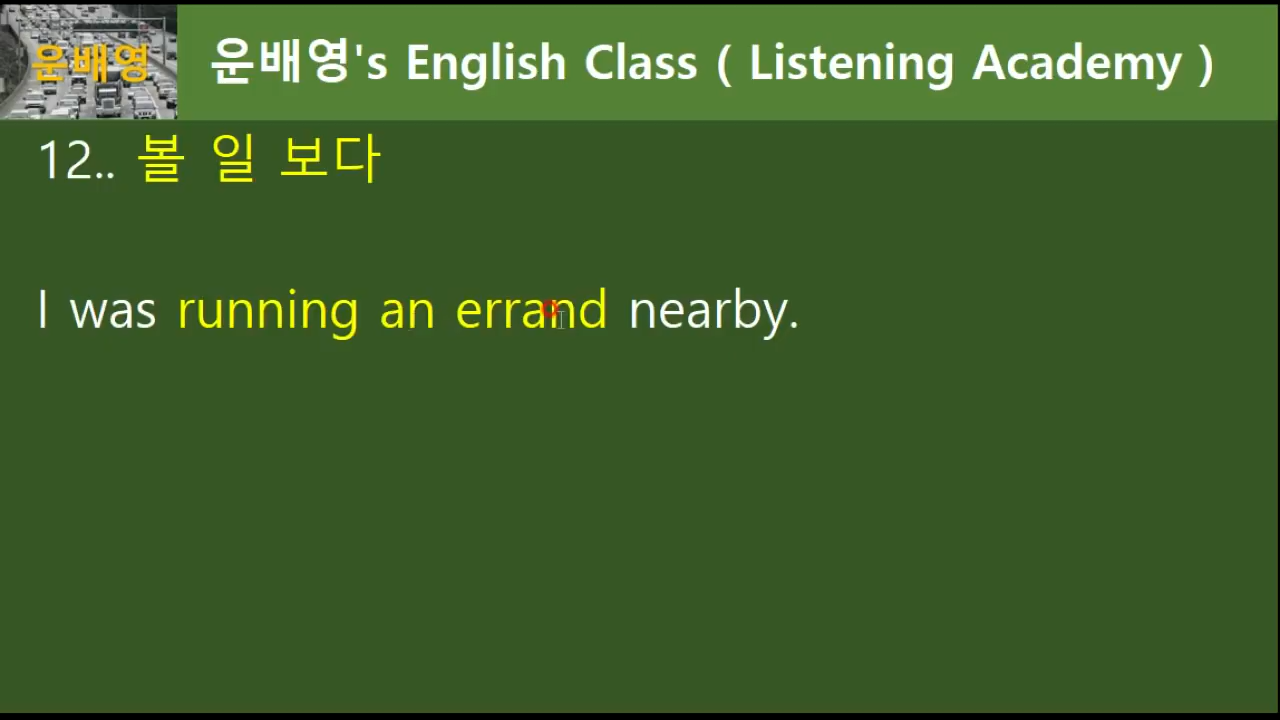 운배영
운배영's English Class ( Listening Academy )
12.. 볼 일 보다
I was running an errand nearby.